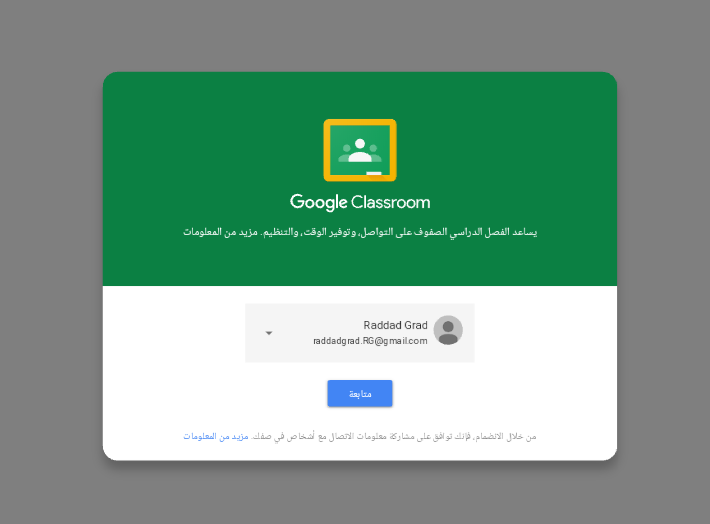 Google Classroom
يساعد الفصل الدراسي الصفوف على التواصل، وتوفير الوقت، والتنظيم. مزيد من المعلومات
Raddad Grad
raddadgrad.RG@gmail.com
متابعة
من خلال الانضمام، فإنك توافق على مشاركة معلومات الاتصال مع أشخاص في صفك. مزيد من المعلومات